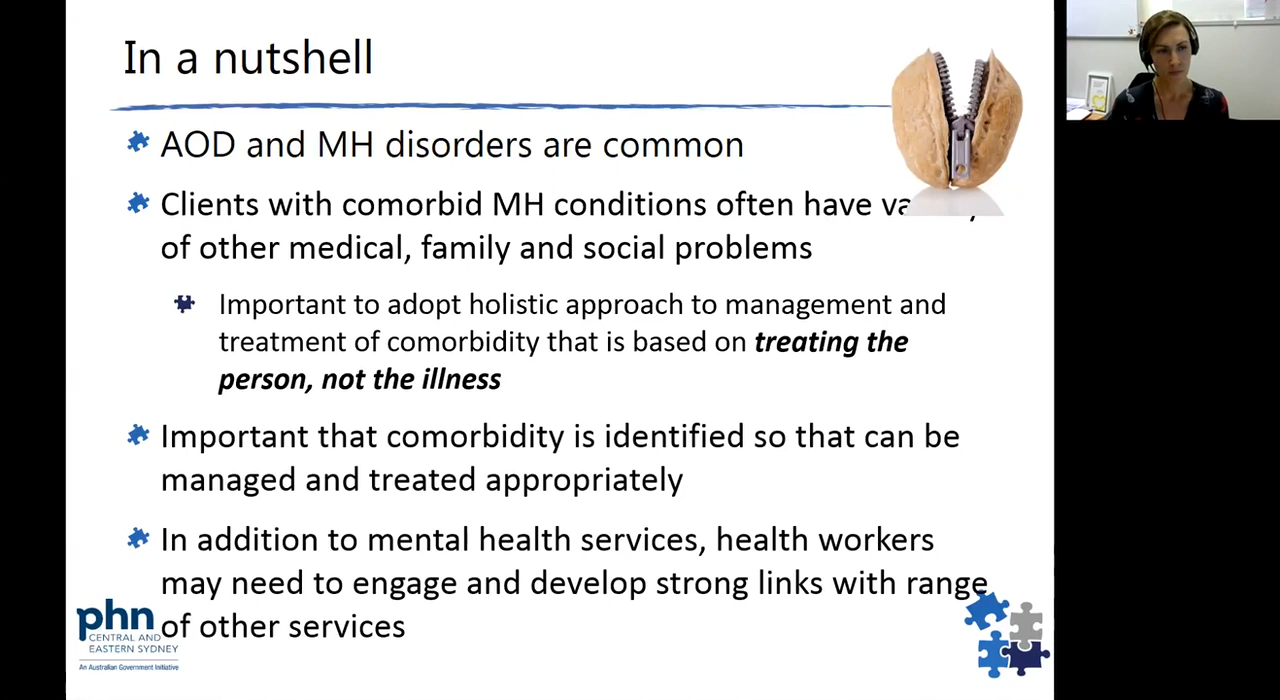 In a nutshell
AOD and MH disorders are common
Clients with comorbid MH conditions often have
of other medical, family and social problems
Important to adopt holistic approach to management and
treatment of comorbidity that is based on treating the
person, not the illness
Important that comorbidity is identified so that can be
managed and treated appropriately
In addition to mental health services, health workers
may need to engage and develop strong links with range
of other services
phn
CENTRAL AND
EASTERN SYDNEY
An Australian Government Initiative